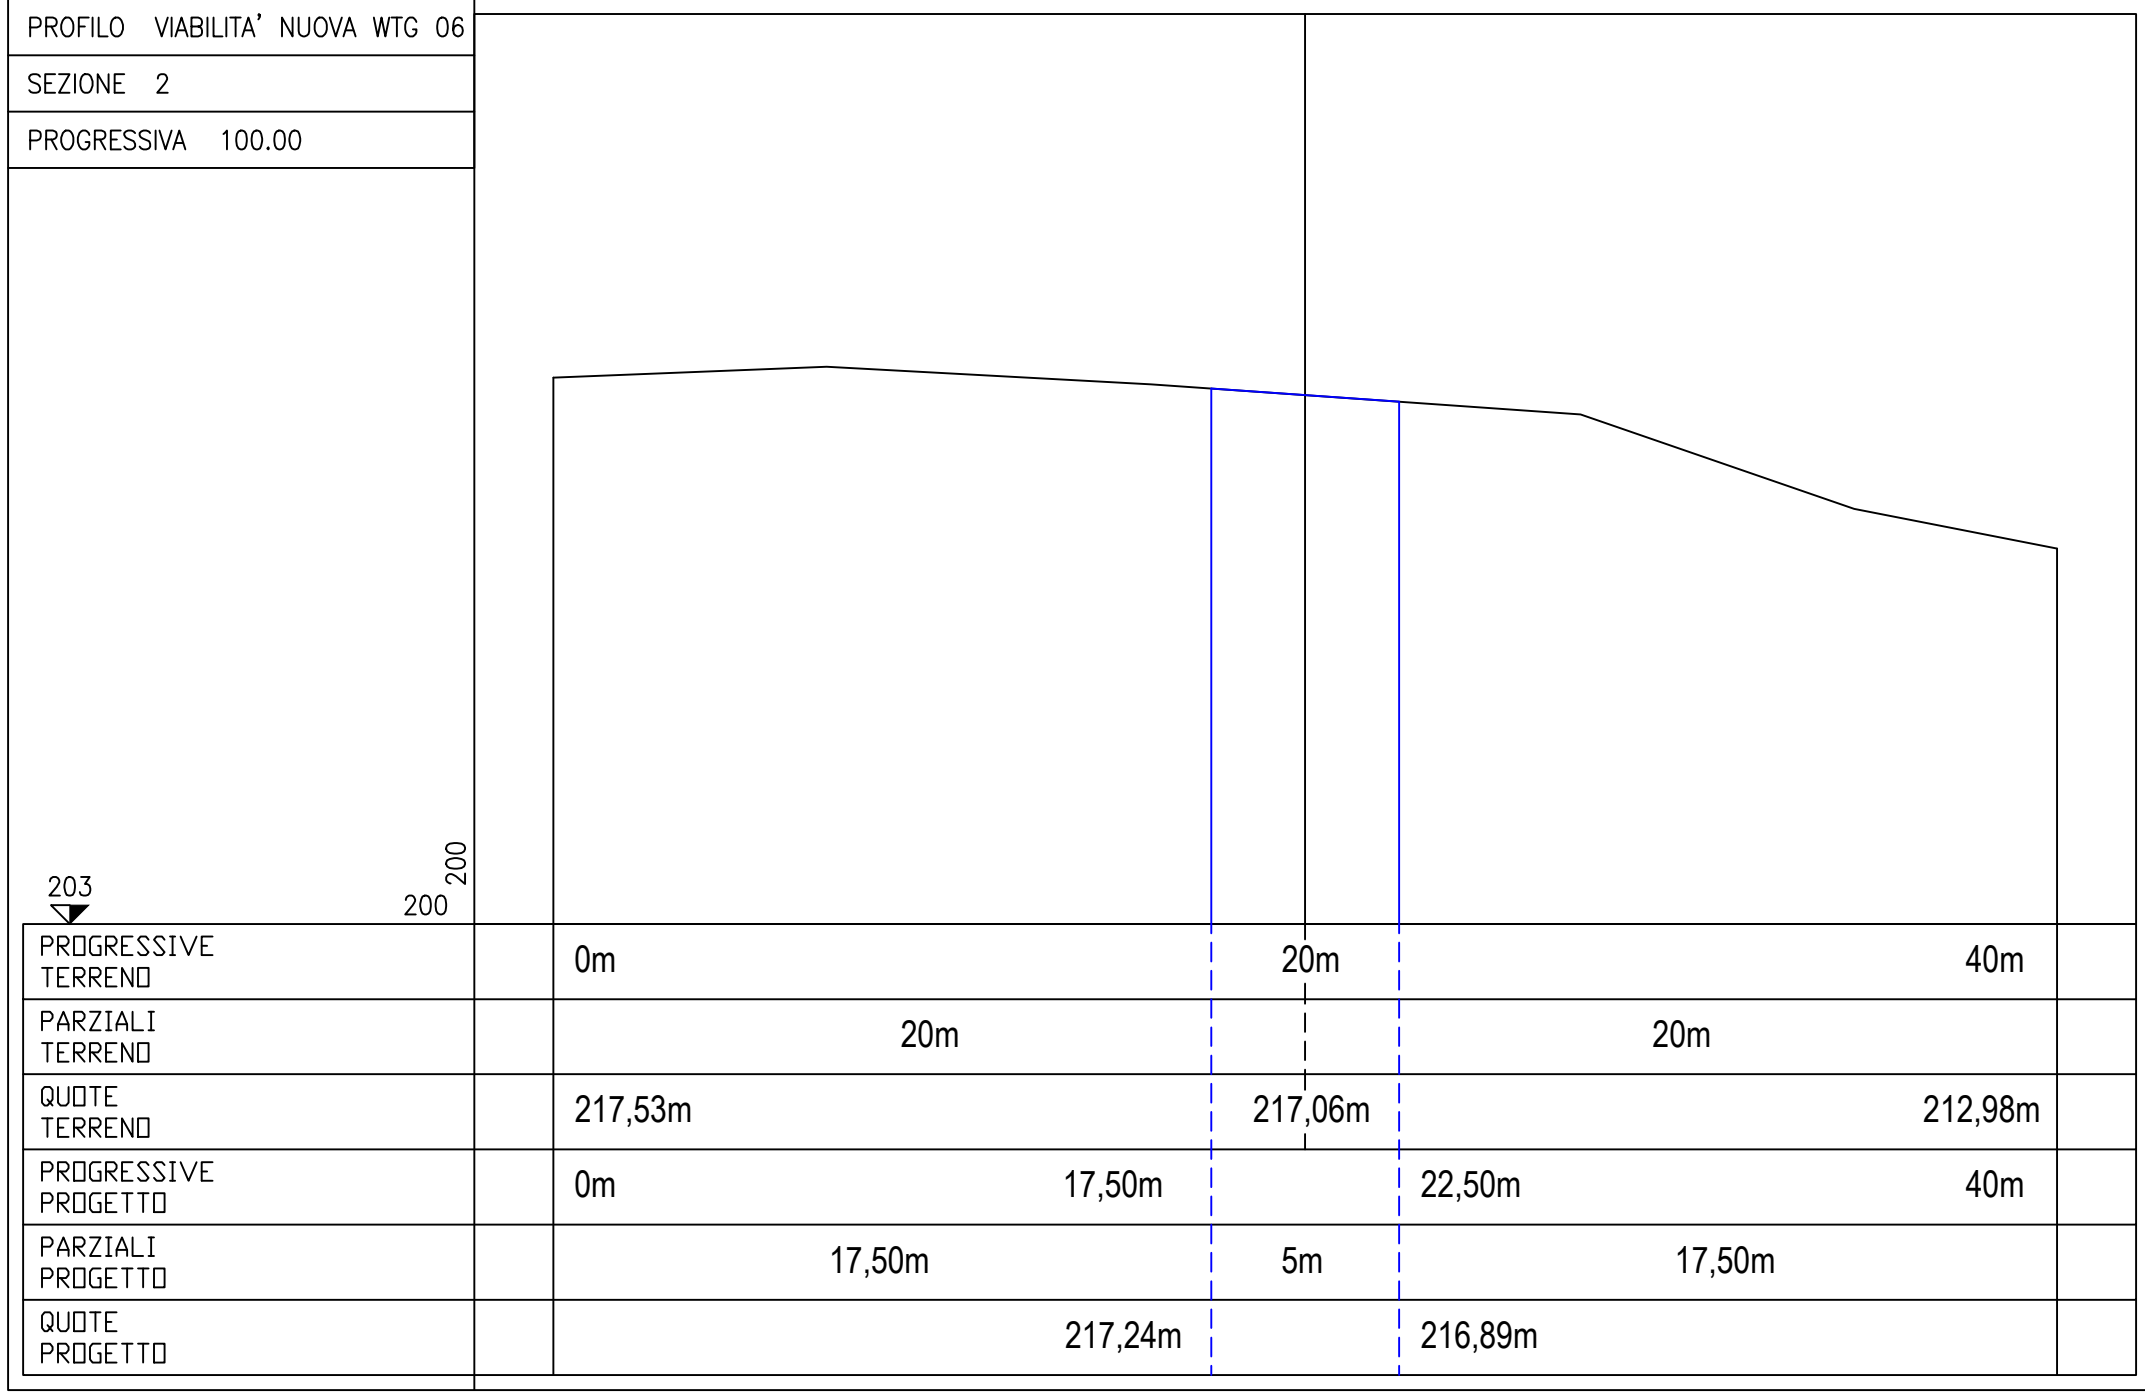 PROFILO VIABILITA' NUOVA WTG 06
SEZIONE 2
PROGRESSIVA 100.00
200
203
200
PROGRESSIVE
TERRENO
0m 20m 40m
PARZIALI
TERRENO
20m 20m
QUOTE
TERRENO
217,53m 217,06m 212,98m
PROGRESSIVE
PROGETTO
0m 17,50m 22,50m 40m
PARZIALI
PROGETTO
17,50m 5m 17,50m
QUOTE
PROGETTO
217,24m 216,89m